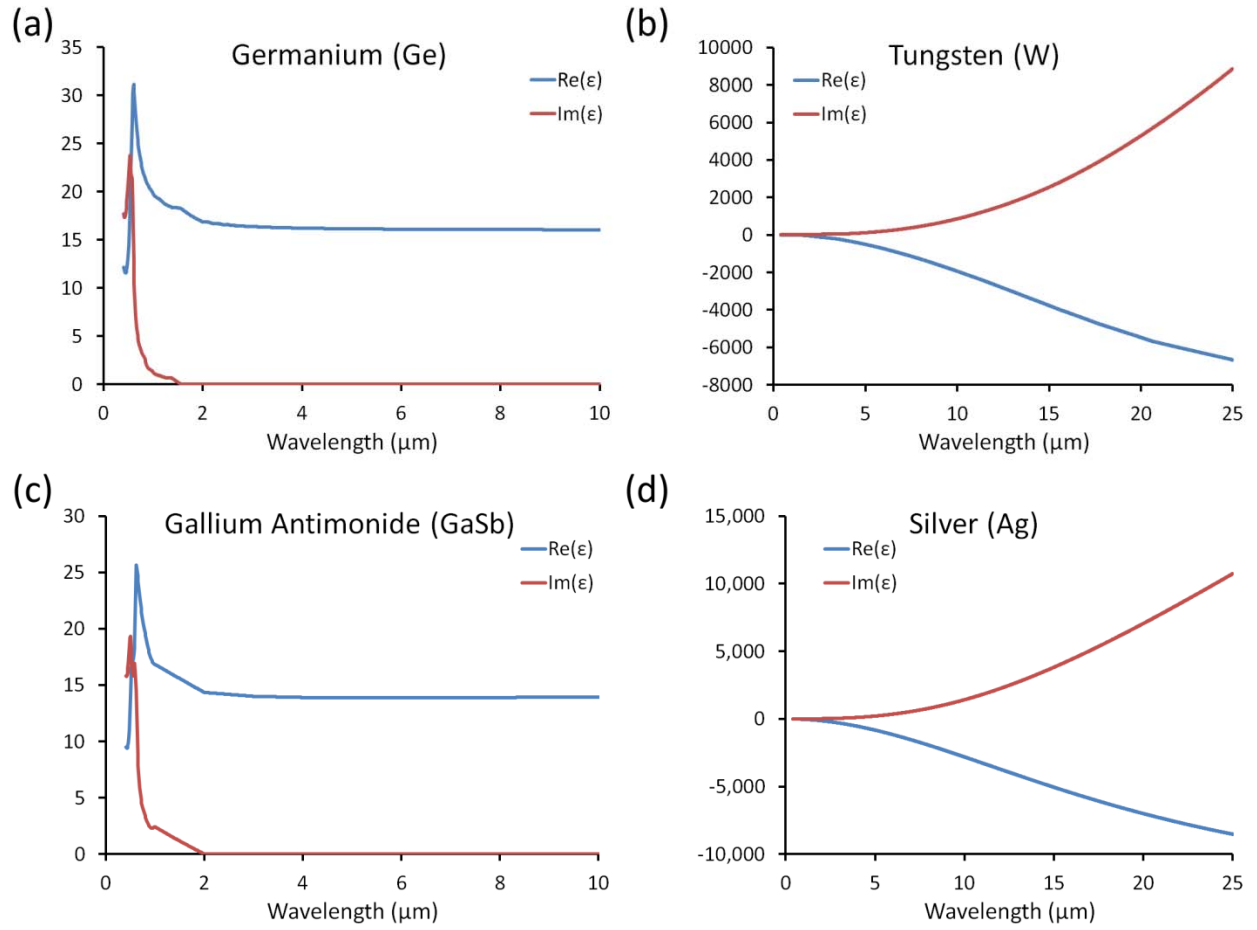 (a)
Germanium (Ge)
Re(ε)
Im(ε)
35
30
25
20
15
10
5
0
0 2 4 6 8 10
Wavelength (μm)
(b)
Tungsten (W)
Re(ε)
Im(ε)
10000
8000
6000
4000
2000
0
-2000
-4000
-6000
-8000
0 5 10 15 20 25
Wavelength (μm)
(c)
Gallium Antimonide (GaSb)
Re(ε)
Im(ε)
30
25
20
15
10
5
0
0 2 4 6 8 10
Wavelength (μm)
(d)
Silver (Ag)
Re(ε)
Im(ε)
15,000
10,000
5,000
0
-5,000
-10,000
0 5 10 15 20 25
Wavelength (μm)